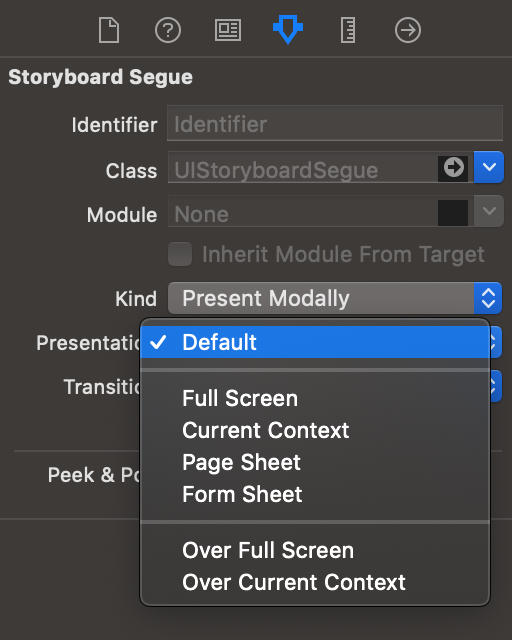 Storyboard Segue
Identifier Identifier
Class UIStoryboardSegue
Module None
Inherit Module From Target
Kind Present Modally
Presentatio ✓ Default
Transitio
Full Screen
Current Context
Page Sheet
Peek & Po
Form Sheet
Over Full Screen
Over Current Context